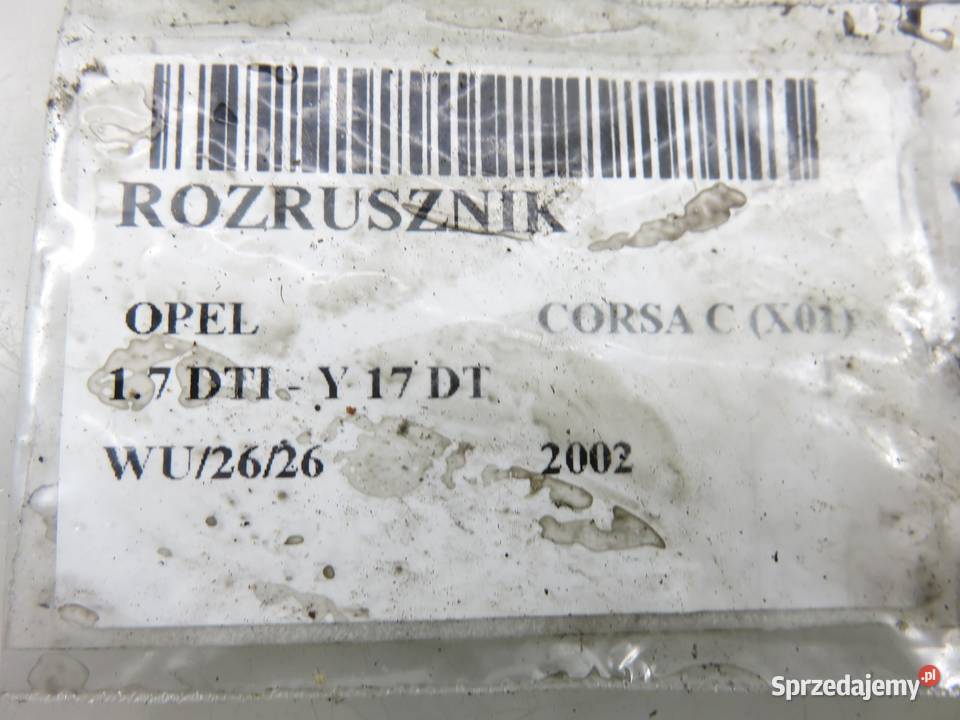 ROZRUSZNIK
OPEL CORSA C (X01)
1.7 DTI - Y 17 DT
WU/26/26 2002
Sprzedajemy.pl